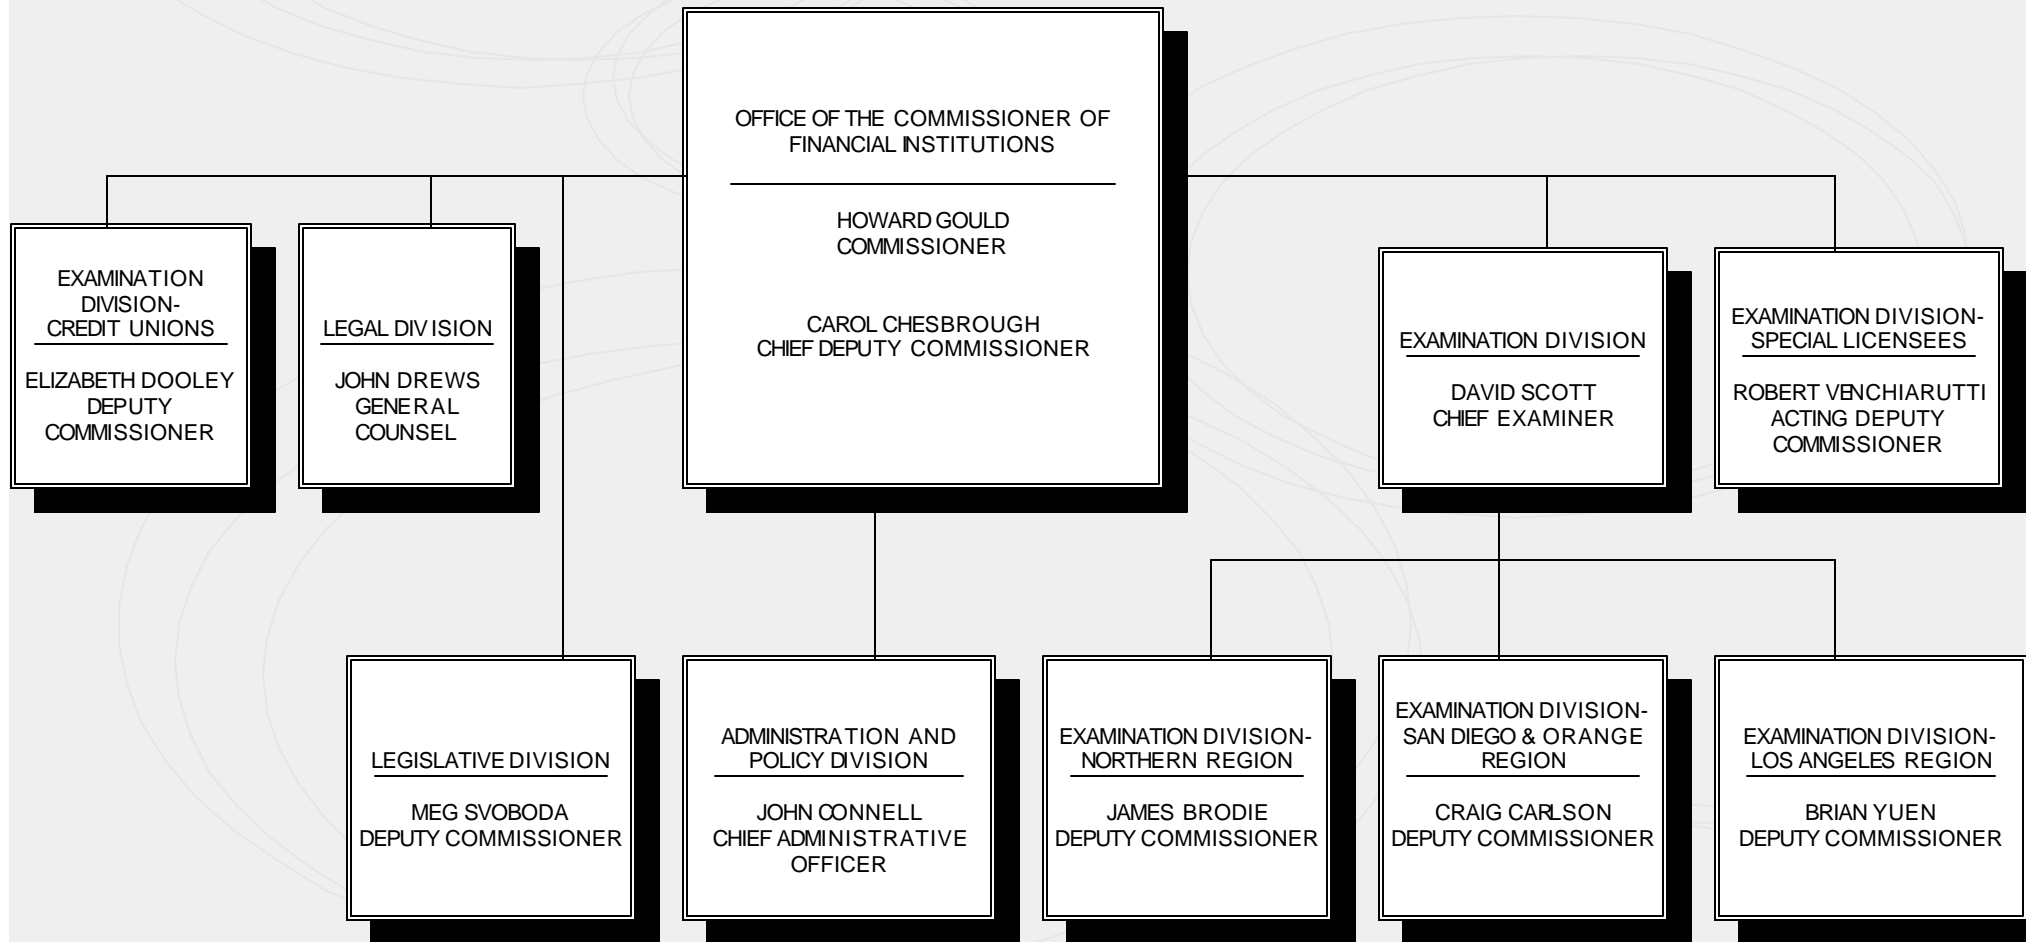 OFFICE OF THE COMMISSIONER OF
FINANCIAL INSTITUTIONS
HOWARD GOULD
COMMISSIONER
CAROL CHESBROUGH
CHIEF DEPUTY COMMISSIONER
EXAMINATION
DIVISION-
CREDIT UNIONS
ELIZABETH DOOLEY
DEPUTY
COMMISSIONER
LEGAL DIVISION
JOHN DREWS
GENERAL
COUNSEL
EXAMINATION DIVISION
DAVID SCOTT
CHIEF EXAMINER
EXAMINATION DIVISION-
SPECIAL LICENSEES
ROBERT VENCHIARUTTI
ACTING DEPUTY
COMMISSIONER
LEGISLATIVE DIVISION
MEG SVOBODA
DEPUTY COMMISSIONER
ADMINISTRATION AND
POLICY DIVISION
JOHN CONNELL
CHIEF ADMINISTRATIVE
OFFICER
EXAMINATION DIVISION-
NORTHERN REGION
JAMES BRODIE
DEPUTY COMMISSIONER
EXAMINATION DIVISION-
SAN DIEGO & ORANGE
REGION
CRAIG CARLSON
DEPUTY COMMISSIONER
EXAMINATION DIVISION-
LOS ANGELES REGION
BRIAN YUEN
DEPUTY COMMISSIONER